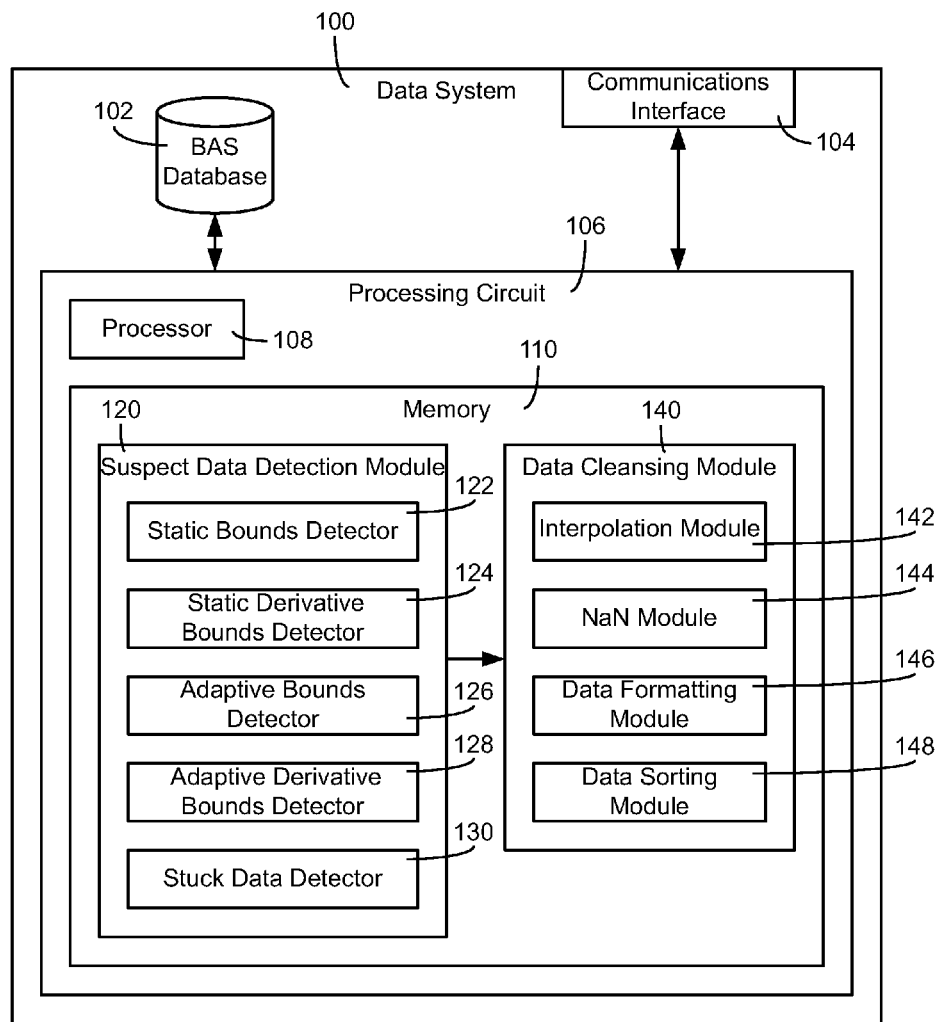 100
Data System
Communications
Interface
104
102
BAS
Database
106
Processing Circuit
Processor
108
110
Memory
120
Suspect Data Detection Module
122
Static Bounds Detector
124
Static Derivative
Bounds Detector
126
Adaptive Bounds
Detector
128
Adaptive Derivative
Bounds Detector
130
Stuck Data Detector
140
Data Cleansing Module
Interpolation Module
142
144
NaN Module
146
Data Formatting
Module
148
Data Sorting
Module